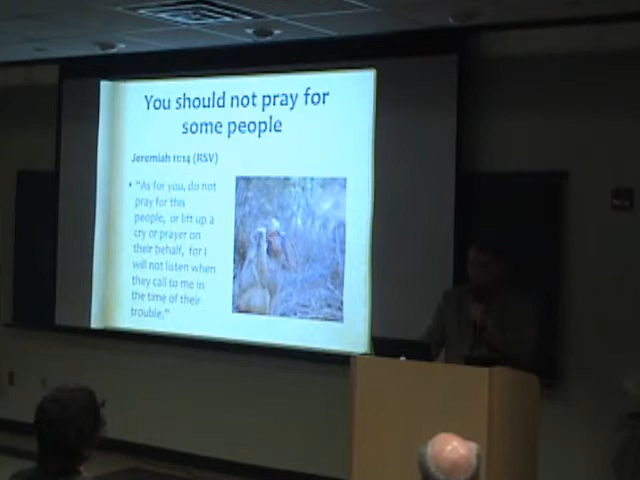 You should not pray for
some people
Jeremiah 11:14 (RSV)
• "As for you, do not
pray for this
people, or lift up a
cry or prayer on
their behalf, for I
will not listen when
they call to me in
the time of their
trouble."